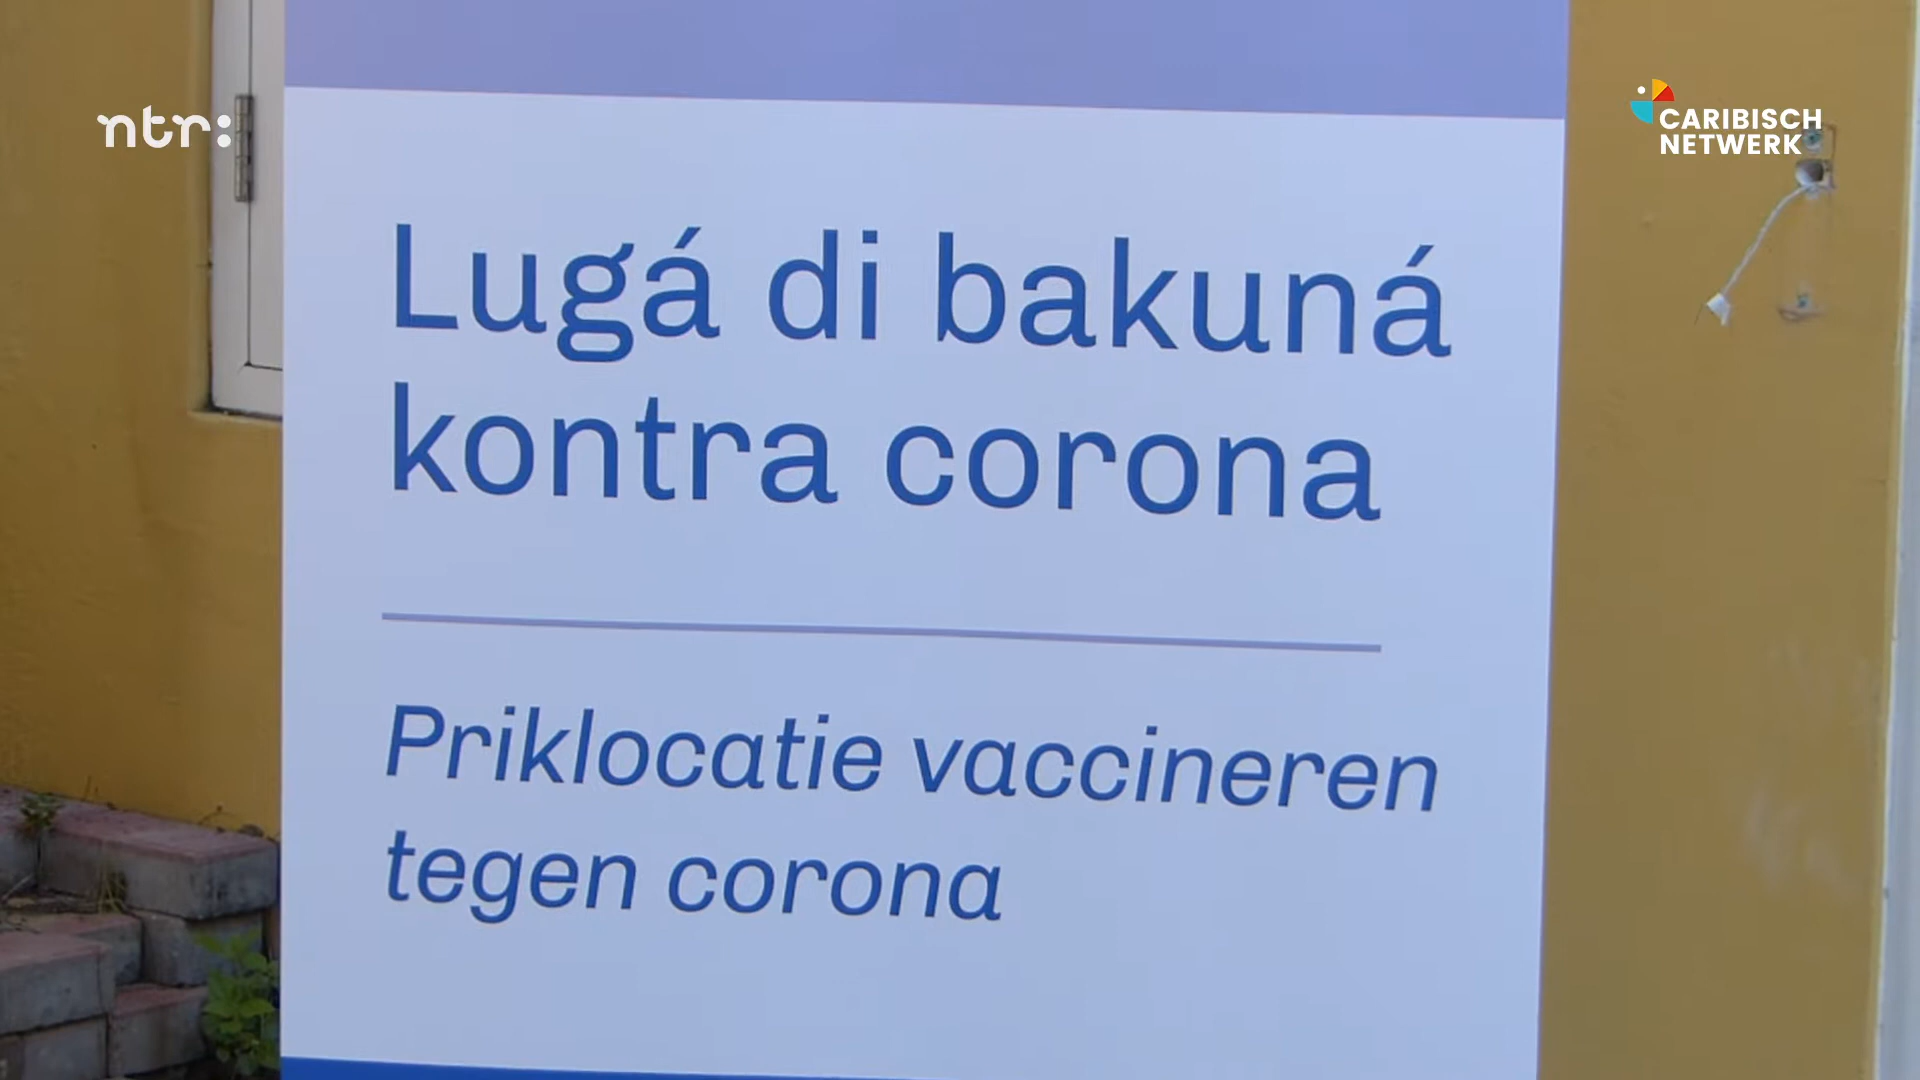 ntr:
CARIBISCH
NETWERK
Lugá di bakuná
kontra corona
Priklocatie vaccineren
tegen corona